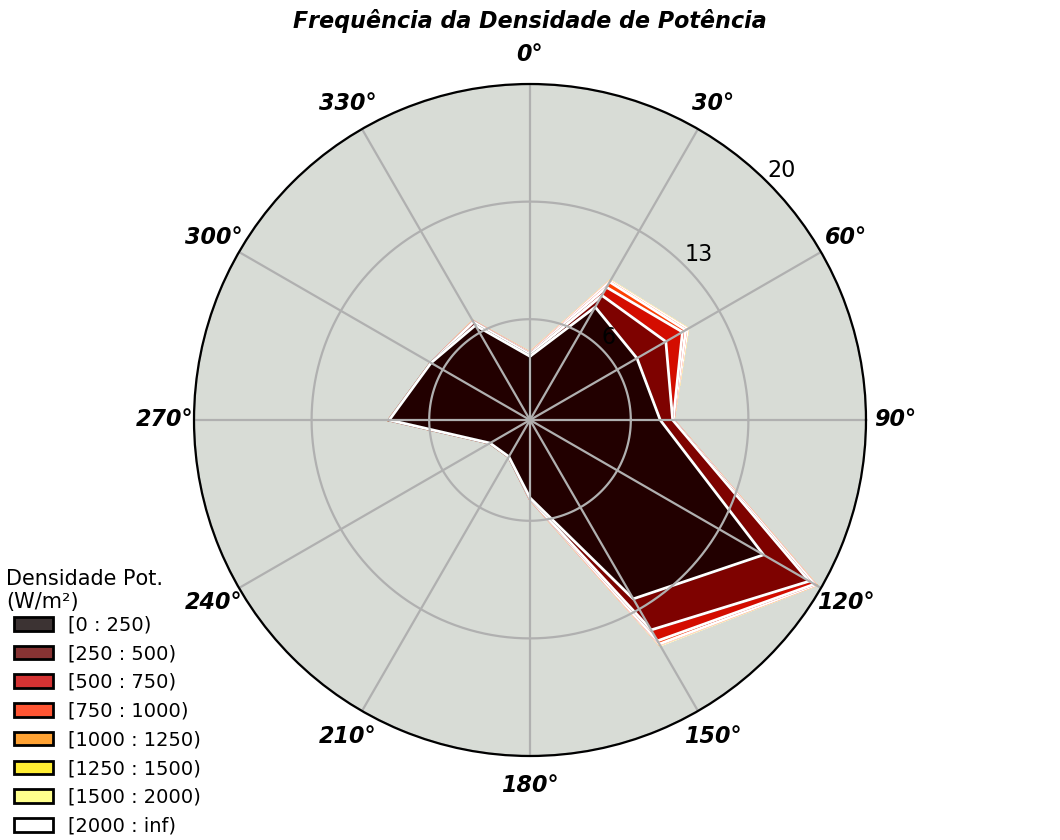 Frequência da Densidade de Potência
0°
330°
30°
20
300°
60°
13
6
270°
90°
240°
120°
210°
150°
180°
Densidade Pot.
(W/m²)
[0 : 250)
[250 : 500)
[500 : 750)
[750 : 1000)
[1000 : 1250)
[1250 : 1500)
[1500 : 2000)
[2000 : inf)